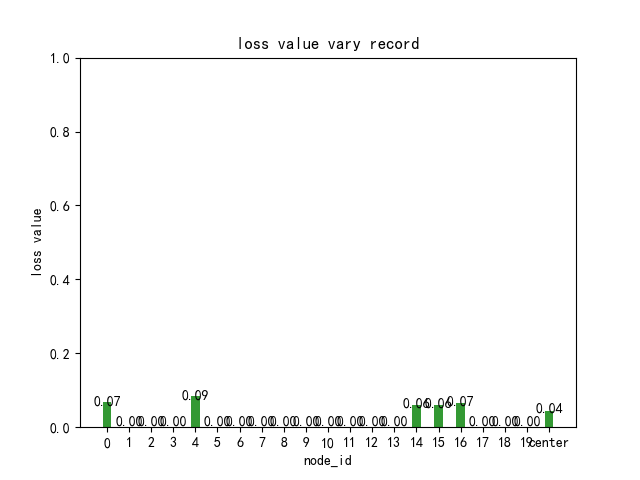 loss value vary record
1.0
0.8
0.6
0.4
0.2
0.0
loss value
0.07 0.00 0.00 0.00 0.09 0.00 0.00 0.00 0.00 0.00 0.00 0.00 0.00 0.00 0.06 0.06 0.07 0.00 0.00 0.00 0.04
0 1 2 3 4 5 6 7 8 9 10 11 12 13 14 15 16 17 18 19 center
node_id